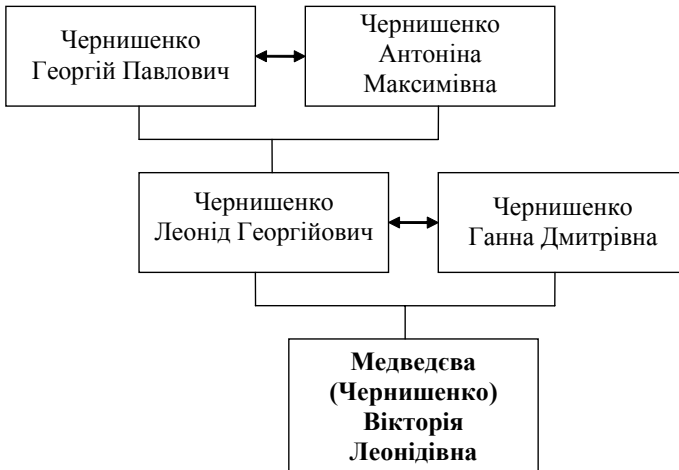 Чернишенко
Георгій Павлович
Чернишенко
Антоніна
Максимівна
Чернишенко
Леонід Георгійович
Чернишенко
Ганна Дмитрівна
Медведєва
(Чернишенко)
Вікторія
Леонідівна